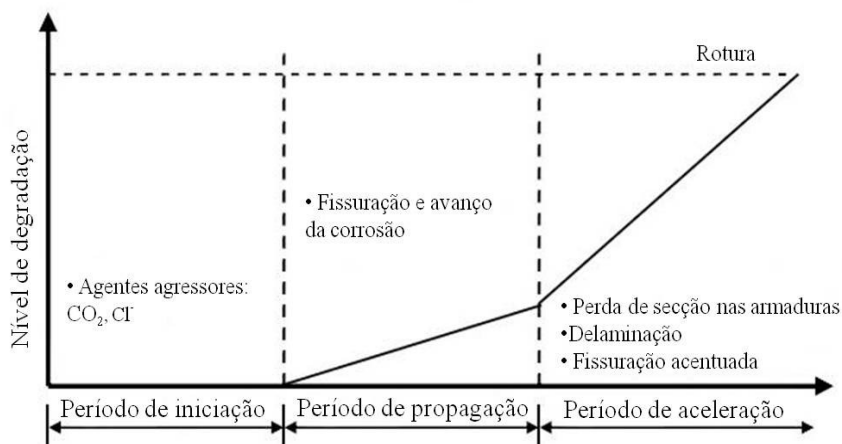 Rotura
Nível de degradação
• Fissuração e avanço
da corrosão
• Agentes agressores:
CO₂, Cl⁻
• Perda de secção nas armaduras
•Delaminação
• Fissuração acentuada
Período de iniciação
Período de propagação
Período de aceleração